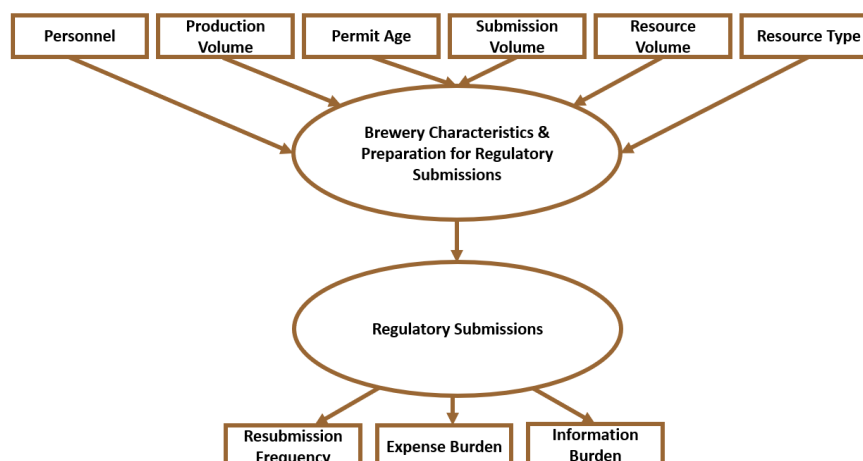 Personnel
Production
Volume
Permit Age
Submission
Volume
Resource
Volume
Resource Type
Brewery Characteristics &
Preparation for Regulatory
Submissions
Regulatory Submissions
Resubmission
Frequency
Expense Burden
Information
Burden